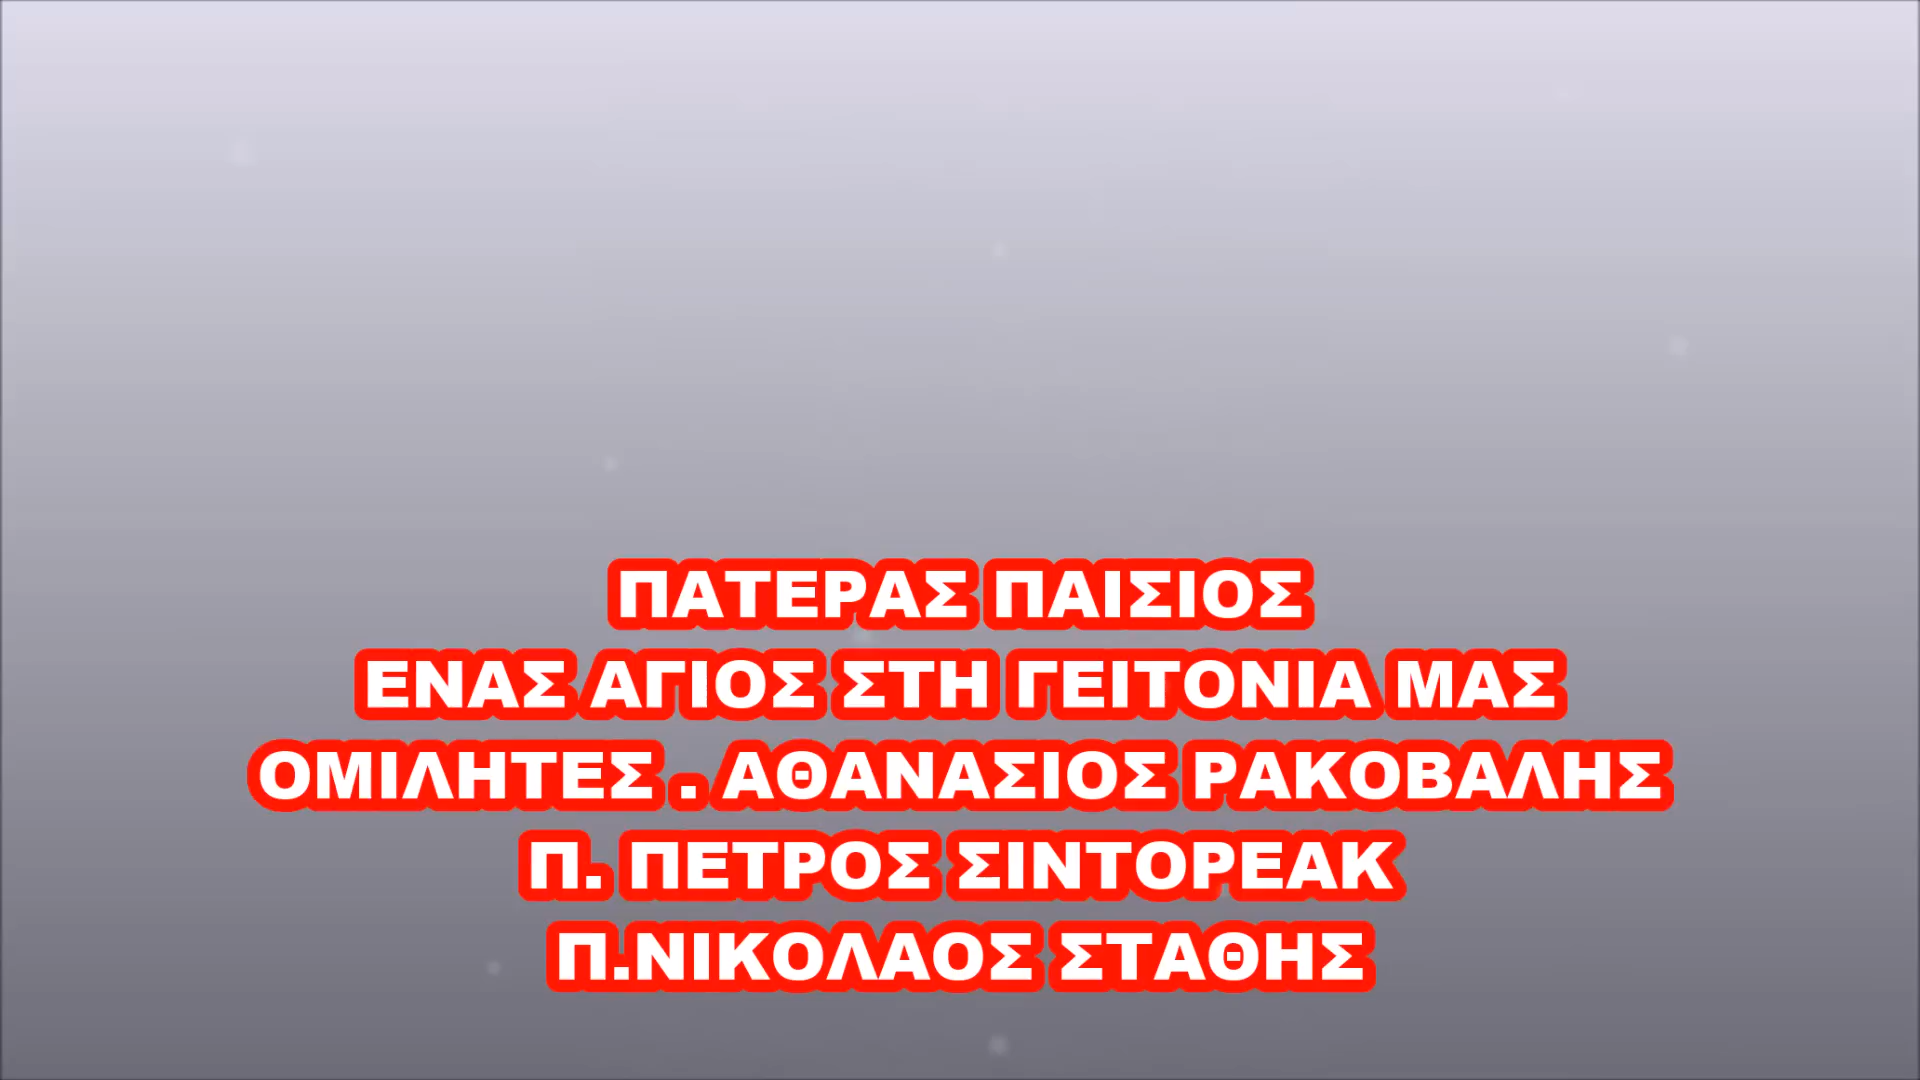 ΠΑΤΕΡΑΣ ΠΑΙΣΙΟΣ
ΕΝΑΣ ΑΓΙΟΣ ΣΤΗ ΓΕΙΤΟΝΙΑ ΜΑΣ
ΟΜΙΛΗΤΕΣ . ΑΘΑΝΑΣΙΟΣ ΡΑΚΟΒΑΛΗΣ
Π. ΠΕΤΡΟΣ ΣΙΝΤΟΡΕΑΚ
Π.ΝΙΚΟΛΑΟΣ ΣΤΑΘΗΣ